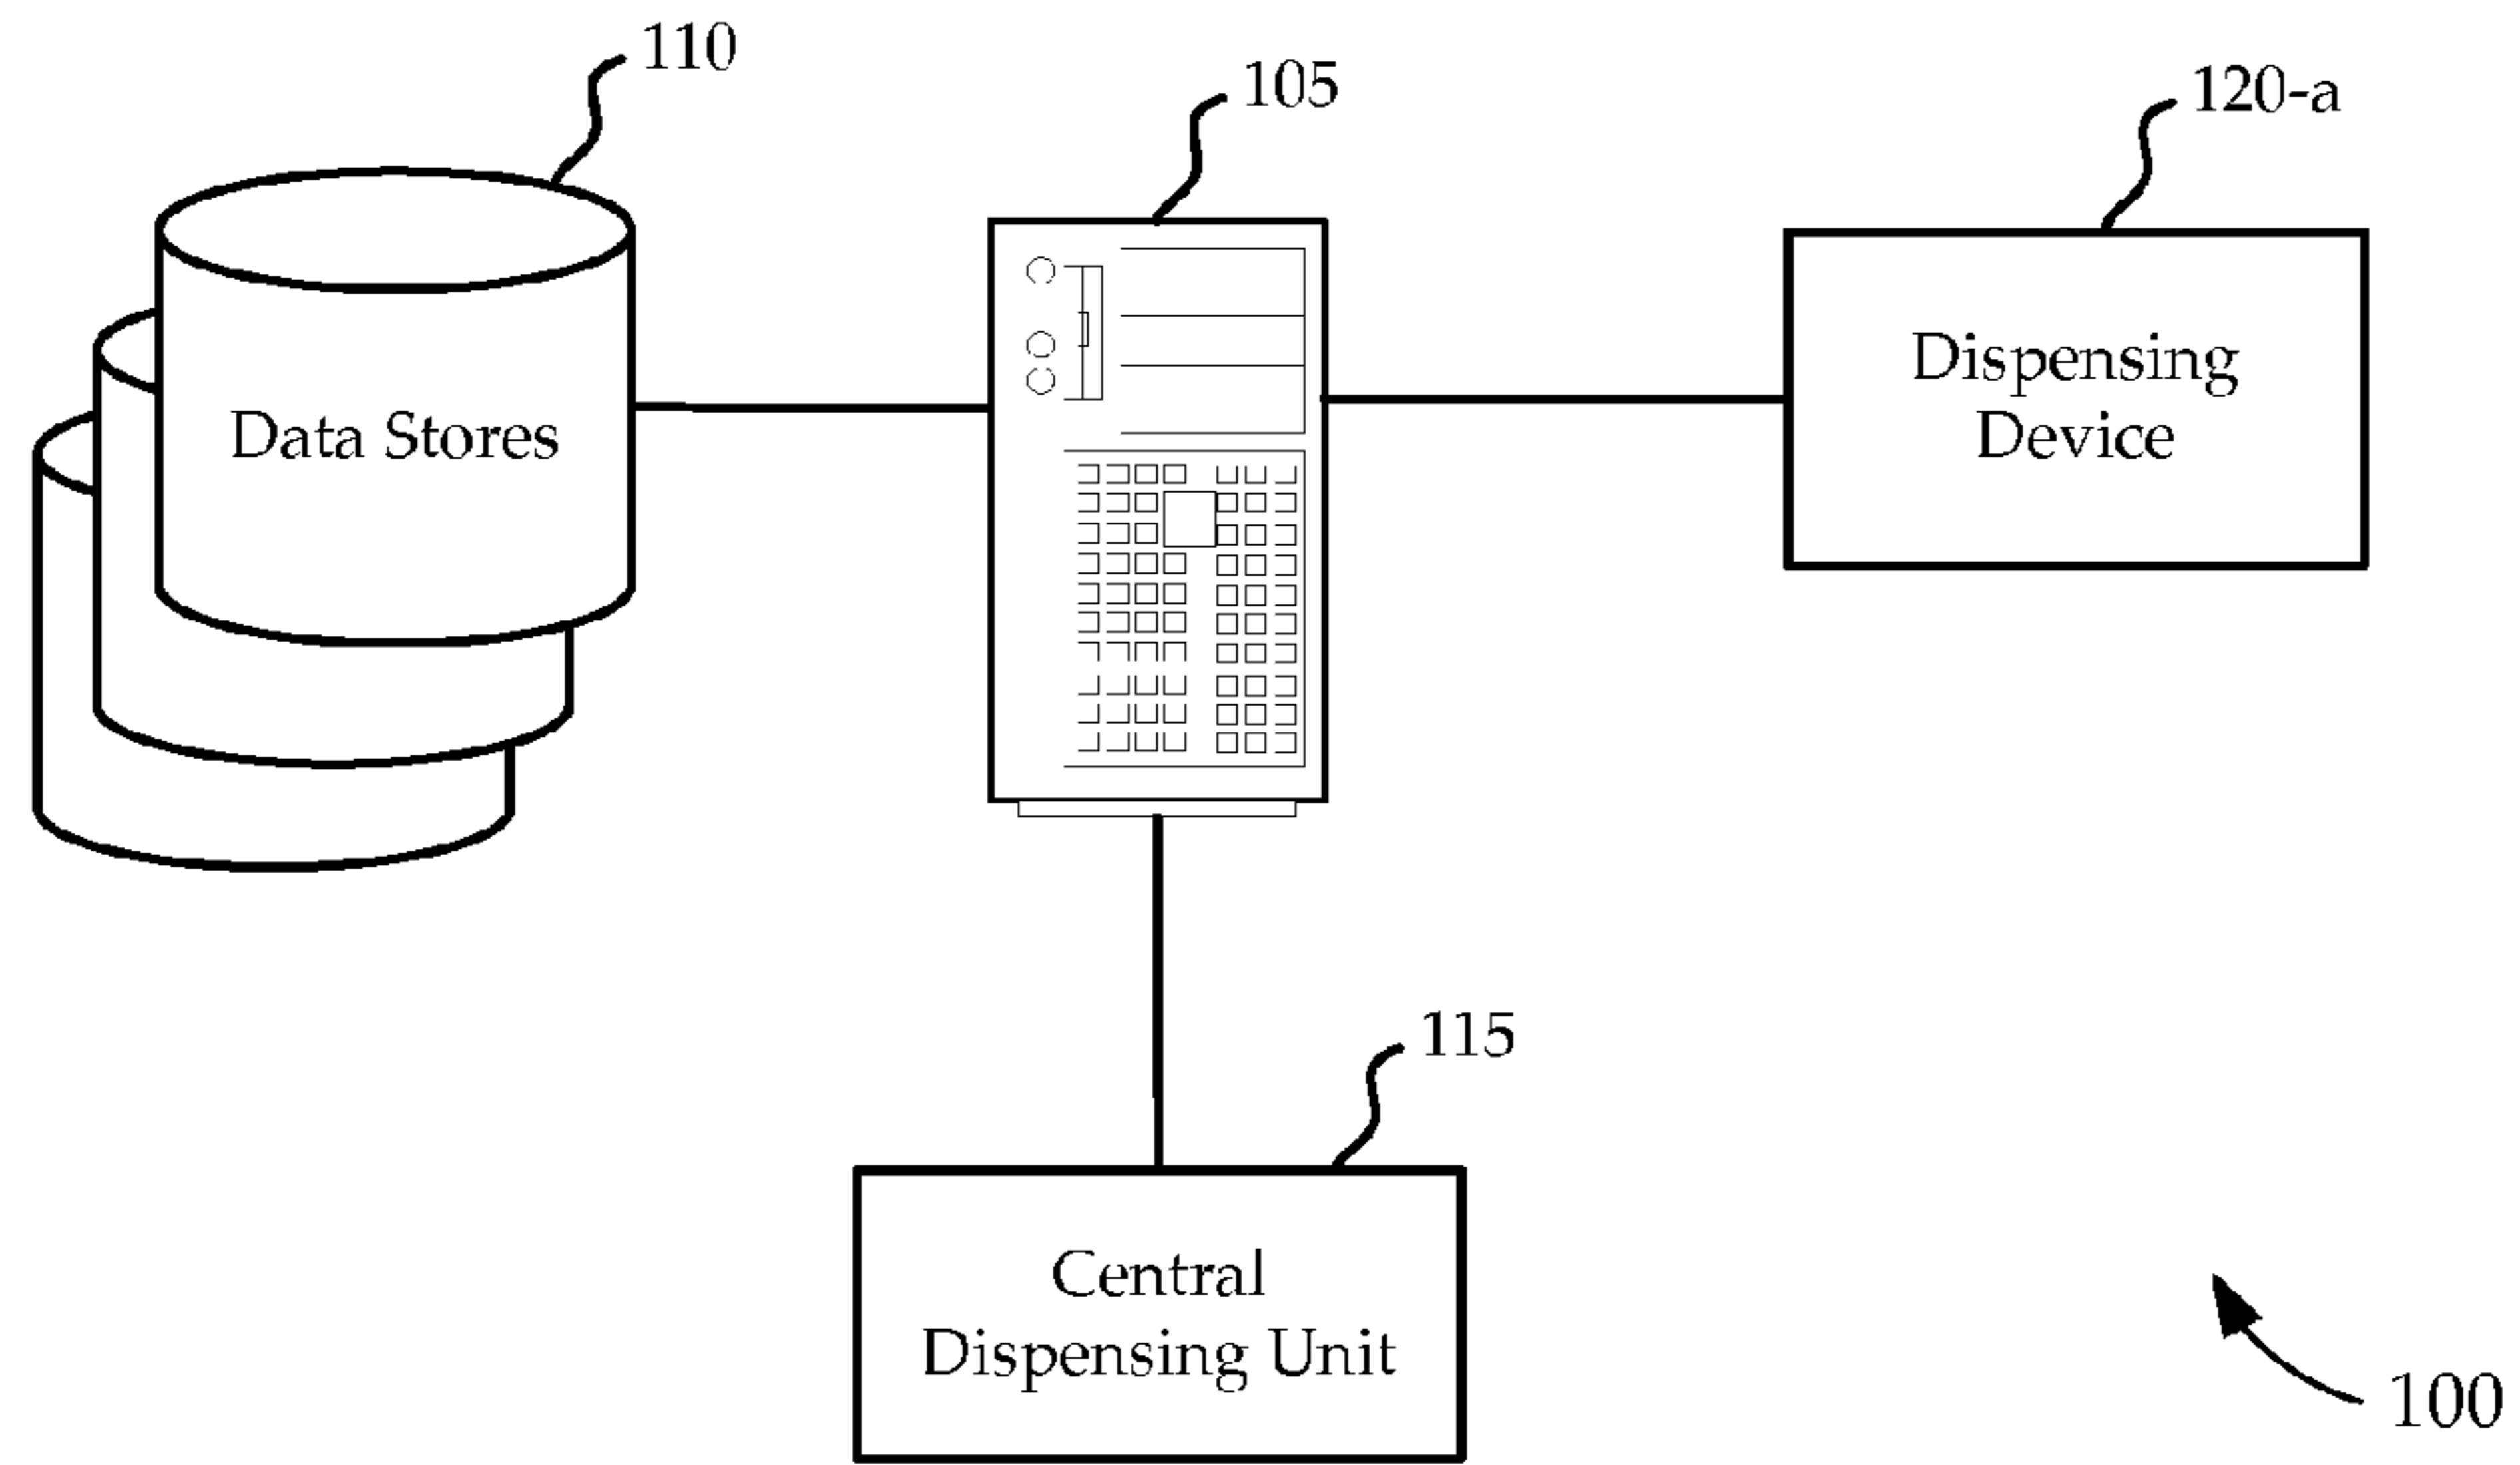 110
105
120-a
Data Stores
Dispensing
Device
115
Central
Dispensing Unit
100